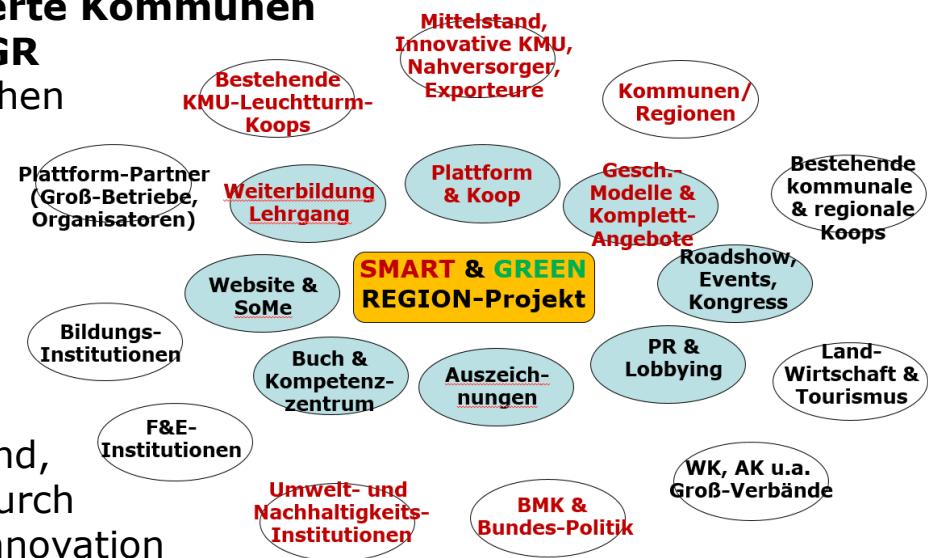 erte Kommunen
GR
hen
Mittelstand,
Innovative KMU,
Nahversorger,
Exporteure
Bestehende
KMU-Leuchtturm-
Koops
Kommunen/
Regionen
Plattform-Partner
(Groß-Betriebe,
Organisatoren)
Weiterbildung
Lehrgang
Plattform
& Koop
Gesch.-
Modelle &
Komplett-
Angebote
Bestehende
kommunale
& regionale
Koops
Website &
SoMe
SMART & GREEN
REGION-Projekt
Roadshow,
Events,
Kongress
Bildungs-
Institutionen
Buch &
Kompetenz-
zentrum
Auszeich-
nungen
PR &
Lobbying
Land-
Wirtschaft &
Tourismus
F&E-
Institutionen
nd,
urch
nnovation
Umwelt- und
Nachhaltigkeits-
Institutionen
BMK &
Bundes-Politik
WK, AK u.a.
Groß-Verbände